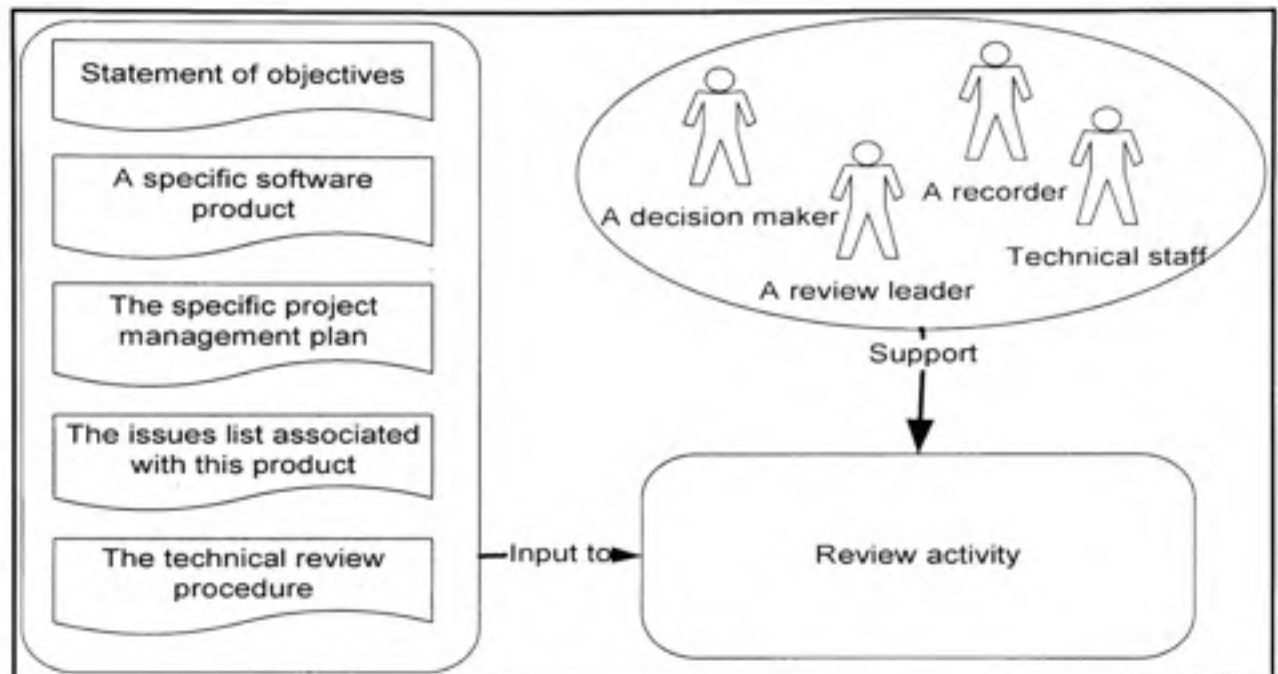 Statement of objectives
A specific software
product
The specific project
management plan
The issues list associated
with this product
The technical review
procedure
A decision maker
A recorder
Technical staff
A review leader
Support
Input to
Review activity